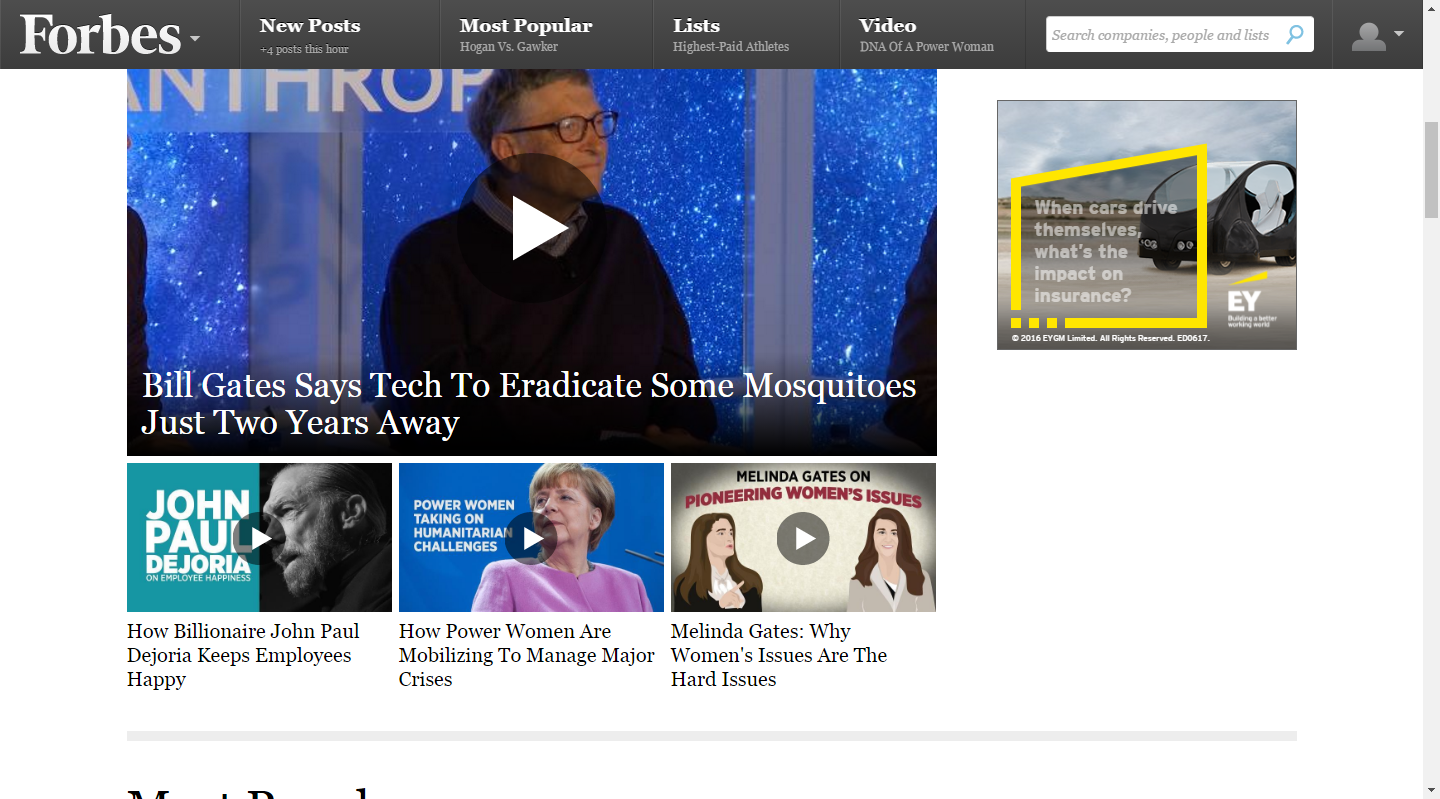 Forbes
New Posts
+4 posts this hour
Most Popular
Hogan Vs. Gawker
Lists
Highest-Paid Athletes
Video
DNA Of A Power Woman
Search companies, people and lists
ANTHROP
Bill Gates Says Tech To Eradicate Some Mosquitoes
Just Two Years Away
When cars drive
themselves,
what's the
impact on
insurance?
EY
Building a better
working world
© 2016 EYGM Limited. All Rights Reserved. ED0617.
JOHN
PAUL
DEJORIA
ON EMPLOYEE HAPPINESS
How Billionaire John Paul
Dejoria Keeps Employees
Happy
POWER WOMEN
TAKING ON
HUMANITARIAN
CHALLENGES
How Power Women Are
Mobilizing To Manage Major
Crises
MELINDA GATES ON
PIONEERING WOMEN'S ISSUES
Melinda Gates: Why
Women's Issues Are The
Hard Issues